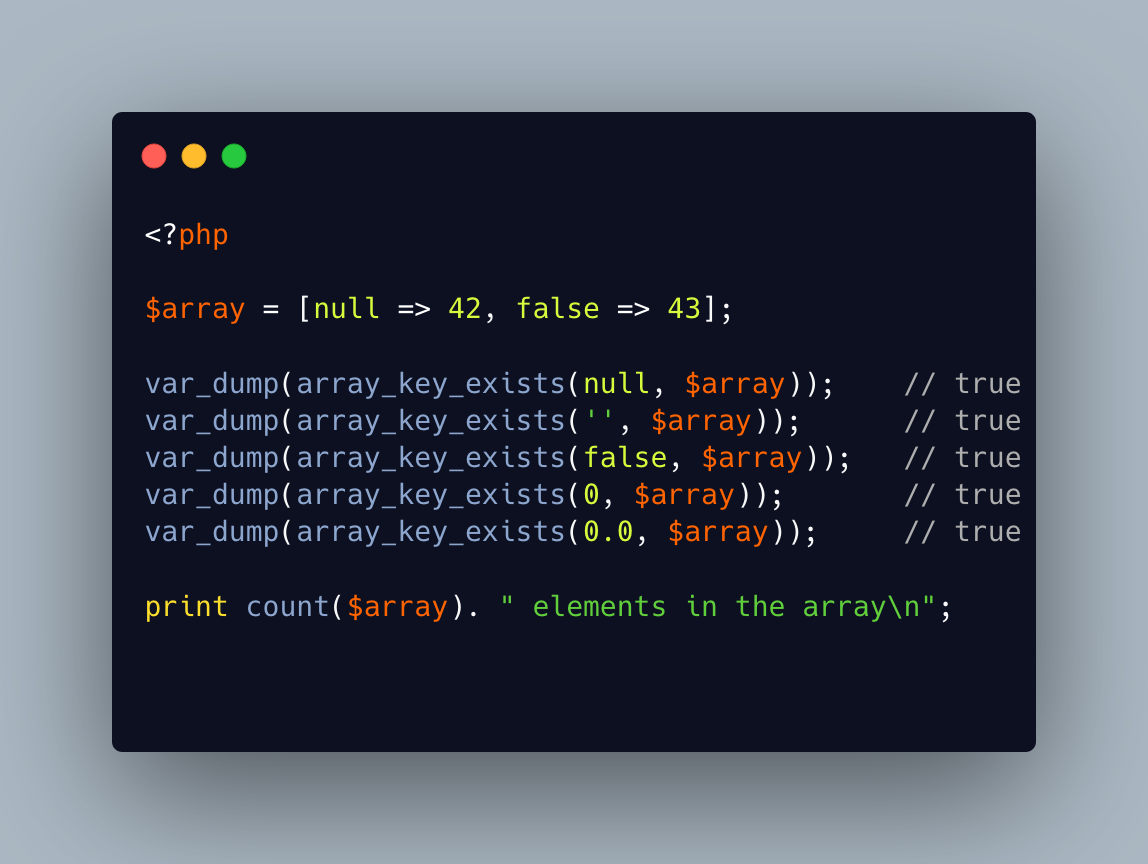 <?php
$array = [null => 42, false => 43];
var_dump(array_key_exists(null, $array));    // true
var_dump(array_key_exists('', $array));      // true
var_dump(array_key_exists(false, $array));   // true
var_dump(array_key_exists(0, $array));       // true
var_dump(array_key_exists(0.0, $array));     // true
print count($array). " elements in the array\n";